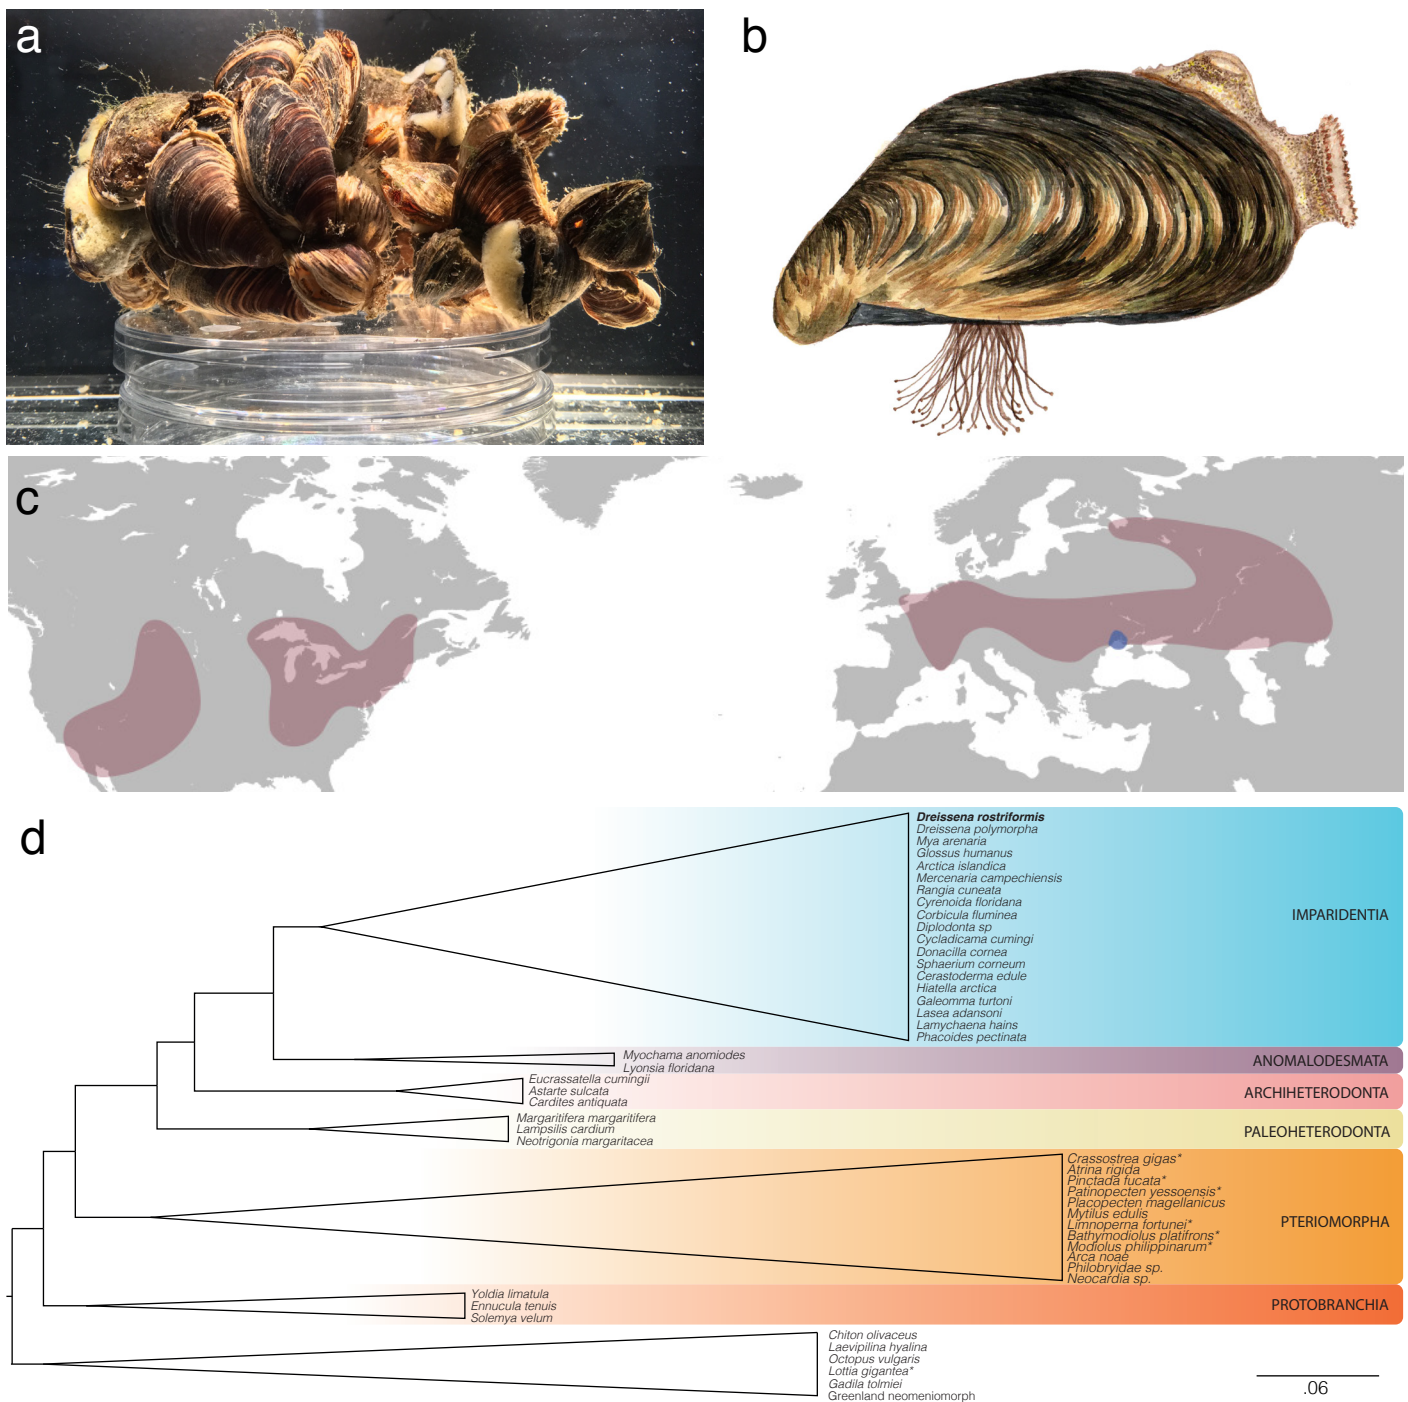 a
b
c
d
Dreissena rostriformis
Dreissena polymorpha
Mya arenaria
Glossus humanus
Arctica islandica
Mercenaria campechiensis
Rangia cuneata
Cyrenoida floridana
Corbicula fluminea
Diplodonta sp
Cycladicama cumingi
Donacilla cornea
Sphaerium corneum
Cerastoderma edule
Hiatella arctica
Galeomma turtoni
Lasea adansoni
Lamychaena hains
Phacoides pectinata
IMPARIDENTIA
Myochama anomiodes
Lyonsia floridana
ANOMALODESMATA
Eucrassatella cumingii
Astarte sulcata
Cardites antiquata
ARCHIHETERODONTA
Margaritifera margaritifera
Lampsilis cardium
Neotrigonia margaritacea
PALEOHETERODONTA
Crassostrea gigas*
Atrina rigida
Pinctada fucata*
Patinopecten yessoensis*
Placopecten magellanicus
Mytilus edulis
Limnoperna fortunei*
Bathymodiolus platifrons*
Modiolus philippinarum*
Arca noae
Philobryidae sp.
Neocardia sp.
PTERIOMORPHA
Yoldia limatula
Ennucula tenuis
Solemya velum
PROTOBRANCHIA
Chiton olivaceus
Laevipilina hyalina
Octopus vulgaris
Lottia gigantea*
Gadila tolmiei
Greenland neomeniomorph
.06